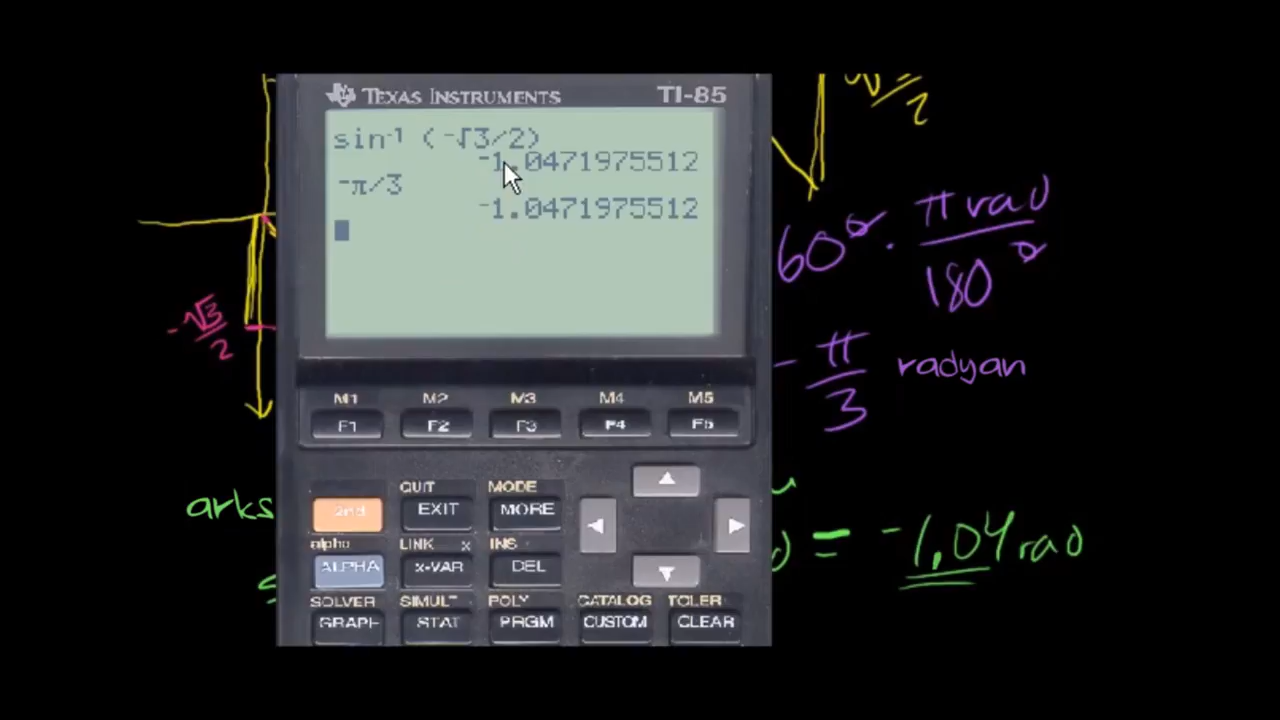 TEXAS INSTRUMENTS TI-85
sin⁻¹ (-√3/2)
-1.0471975512
-π/3
-1.0471975512
2
60° · π rad / 180°
-√3/2
- π/3 radyan
M1 M2 M3 M4 M5
F1 F2 F3 F4 F5
QUIT MODE
2nd EXIT MORE
arks
= -1,04 rad
alpha LINK x INS
ALPHA x-VAR DEL
SOLVER SIMULT POLY CATALOG TOLER
GRAPH STAT PRGM CUSTOM CLEAR